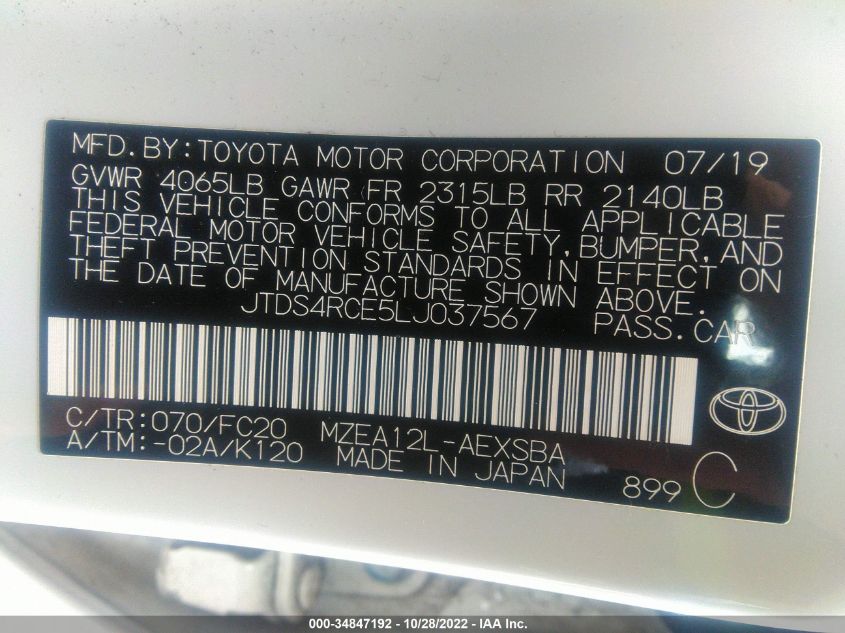 MFD.BY:TOYOTA MOTOR CORPORATION 07/19
GVWR 4065LB GAWR FR 2315LB RR 2140LB
THIS VEHICLE CONFORMS TO ALL APPLICABLE
FEDERAL MOTOR VEHICLE SAFETY,BUMPER,AND
THEFT PREVENTION STANDARDS IN EFFECT ON
THE DATE OF MANUFACTURE SHOWN ABOVE.
JTDS4RCE5LJ037567 PASS.CAR
C/TR:070/FC20 MZEA12L-AEXSBA
A/TM:-02A/K120 MADE IN JAPAN 899 C
000-34847192 - 10/28/2022 - IAA Inc.